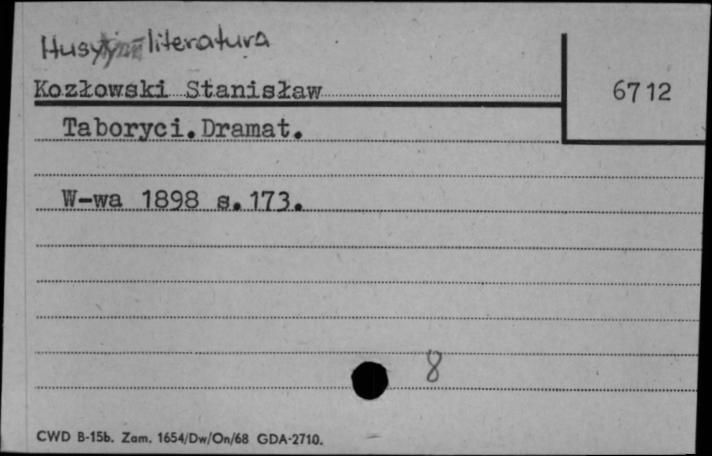 literatura
Kozłowski Stanisław
6712
Taboryci. Dramat.
W-wa 1898 s. 173.
8
CWD B-15b. Zam. 1654/Dw/On/68 GDA-2710.